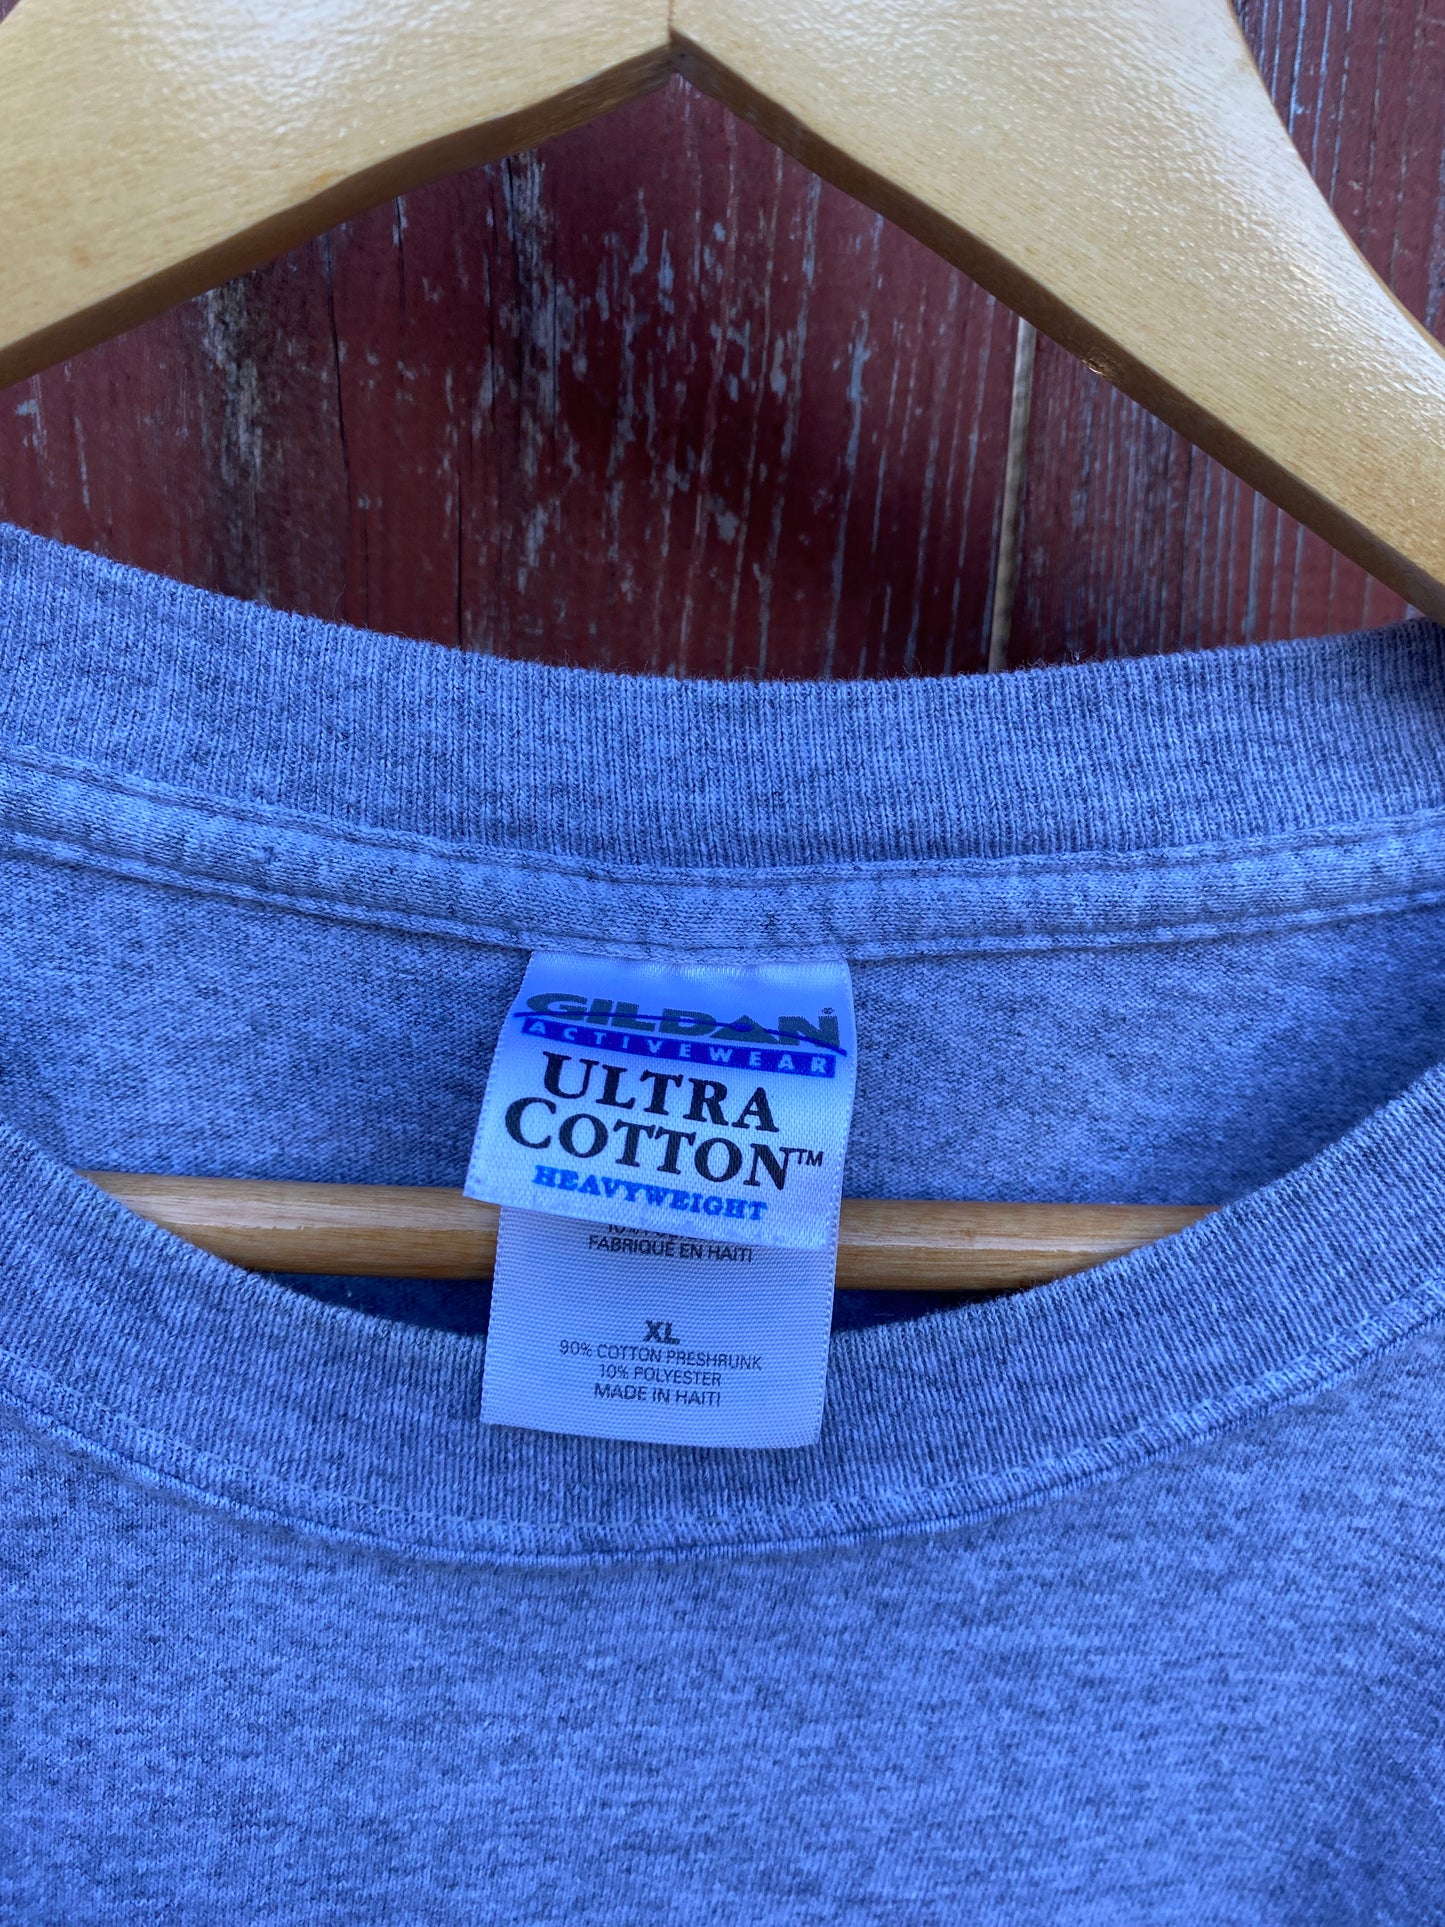 GILDAN®
ACTIVEWEAR
ULTRA
COTTON™
HEAVYWEIGHT
FABRIQUÉ EN HAITI
XL
90% COTTON PRESHRUNK
10% POLYESTER
MADE IN HAITI